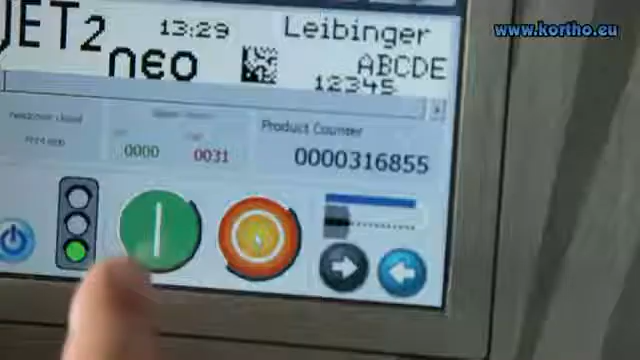 www.kortho.eu
JET2 13:29 Leibinger
neo ABCDE
12345
Product Counter
0000 0031 0000316855